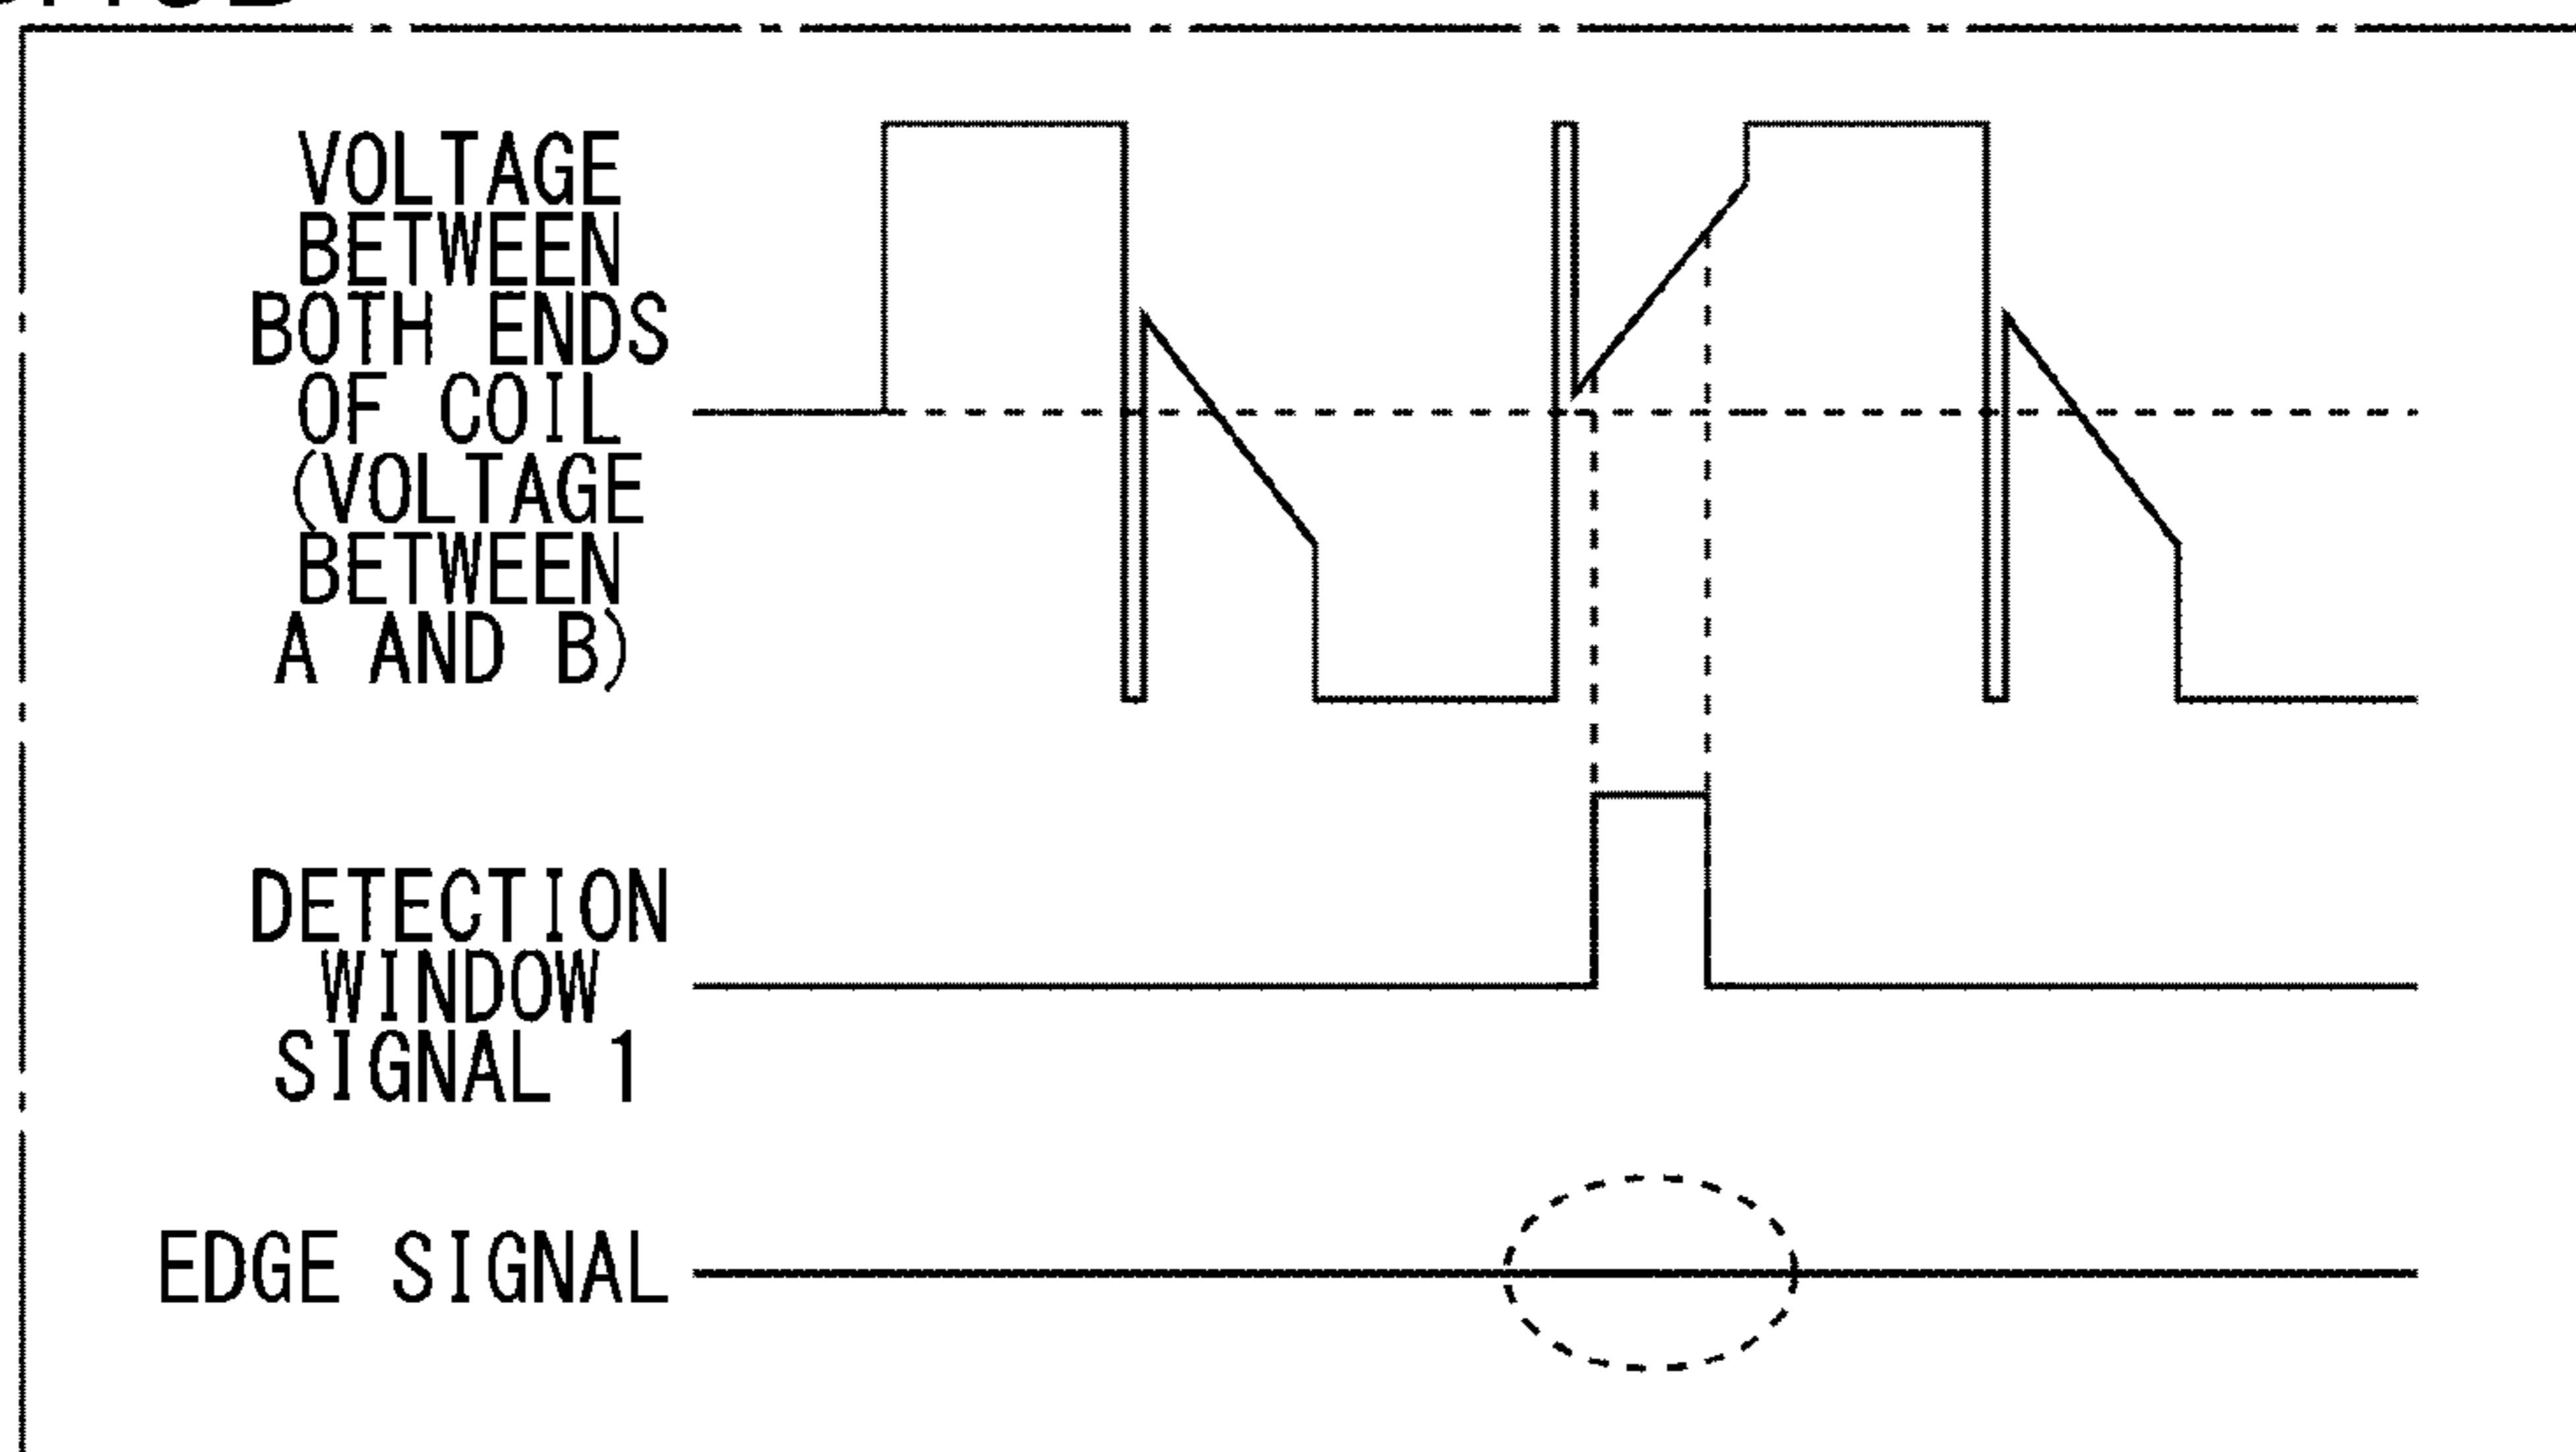 VOLTAGE
BETWEEN
BOTH ENDS
OF COIL
(VOLTAGE
BETWEEN
A AND B)
DETECTION
WINDOW
SIGNAL 1
EDGE SIGNAL